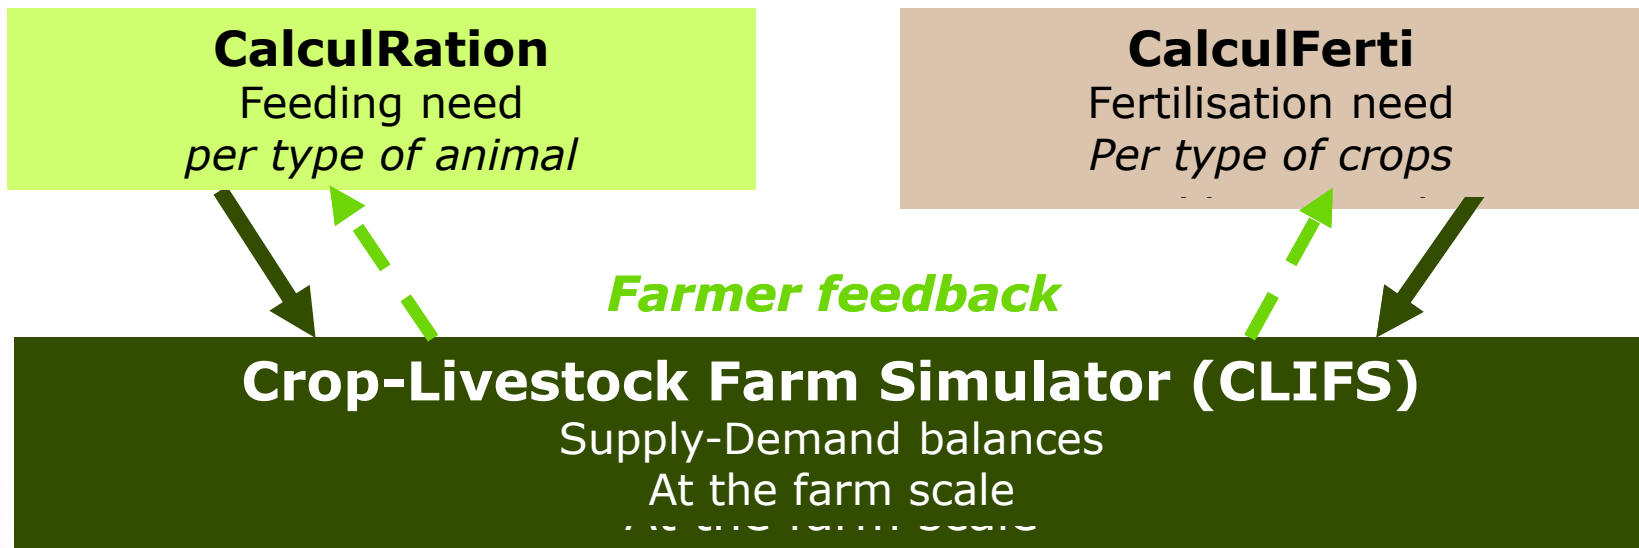 CalculRation
Feeding need
per type of animal
CalculFerti
Fertilisation need
Per type of crops
Farmer feedback
Crop-Livestock Farm Simulator (CLIFS)
Supply-Demand balances
At the farm scale